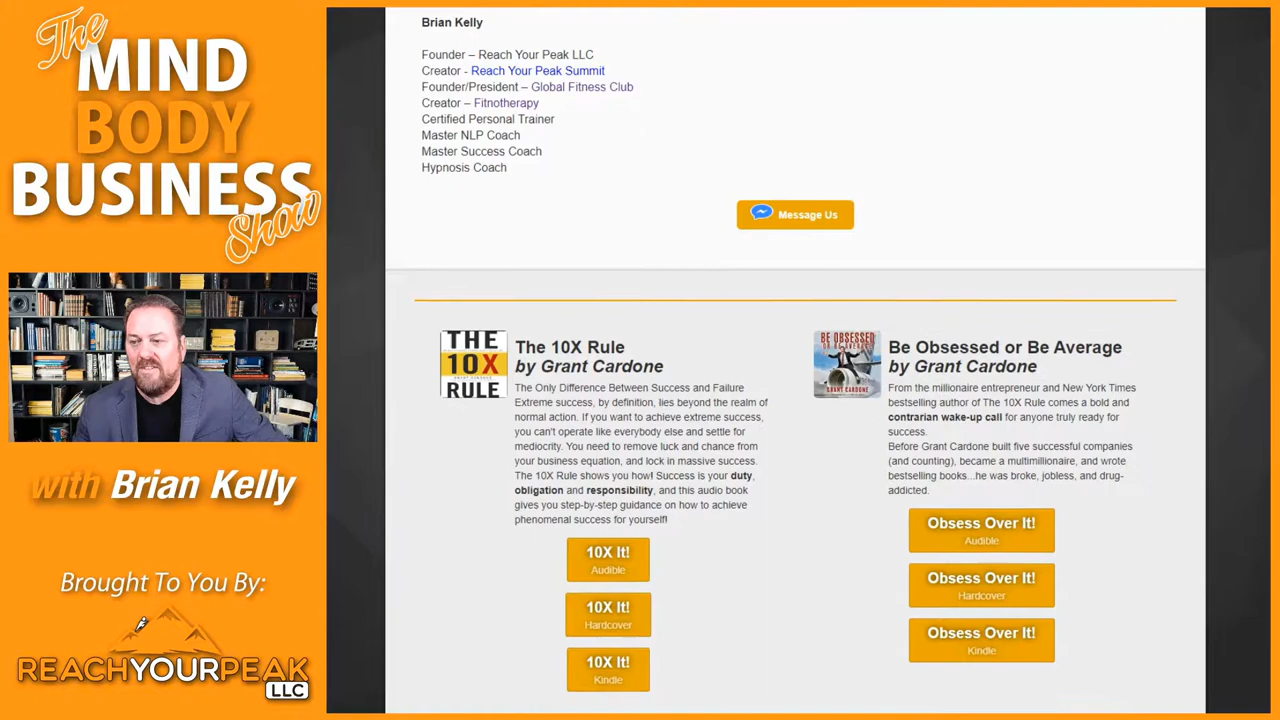 The
MIND
BODY
BUSINESS
Show
with Brian Kelly
Brought To You By:
REACHYOURPEAK
LLC
Brian Kelly
Founder – Reach Your Peak LLC
Creator - Reach Your Peak Summit
Founder/President – Global Fitness Club
Creator – Fitnotherapy
Certified Personal Trainer
Master NLP Coach
Master Success Coach
Hypnosis Coach
Message Us
THE
10X
RULE
The 10X Rule
by Grant Cardone
The Only Difference Between Success and Failure
Extreme success, by definition, lies beyond the realm of
normal action. If you want to achieve extreme success,
you can't operate like everybody else and settle for
mediocrity. You need to remove luck and chance from
your business equation, and lock in massive success.
The 10X Rule shows you how! Success is your duty,
obligation and responsibility, and this audio book
gives you step-by-step guidance on how to achieve
phenomenal success for yourself!
10X It!
Audible
10X It!
Hardcover
10X It!
Kindle
BE OBSESSED
OR BE AVERAGE
GRANT CARDONE
Be Obsessed or Be Average
by Grant Cardone
From the millionaire entrepreneur and New York Times
bestselling author of The 10X Rule comes a bold and
contrarian wake-up call for anyone truly ready for
success.
Before Grant Cardone built five successful companies
(and counting), became a multimillionaire, and wrote
bestselling books...he was broke, jobless, and drug-
addicted.
Obsess Over It!
Audible
Obsess Over It!
Hardcover
Obsess Over It!
Kindle